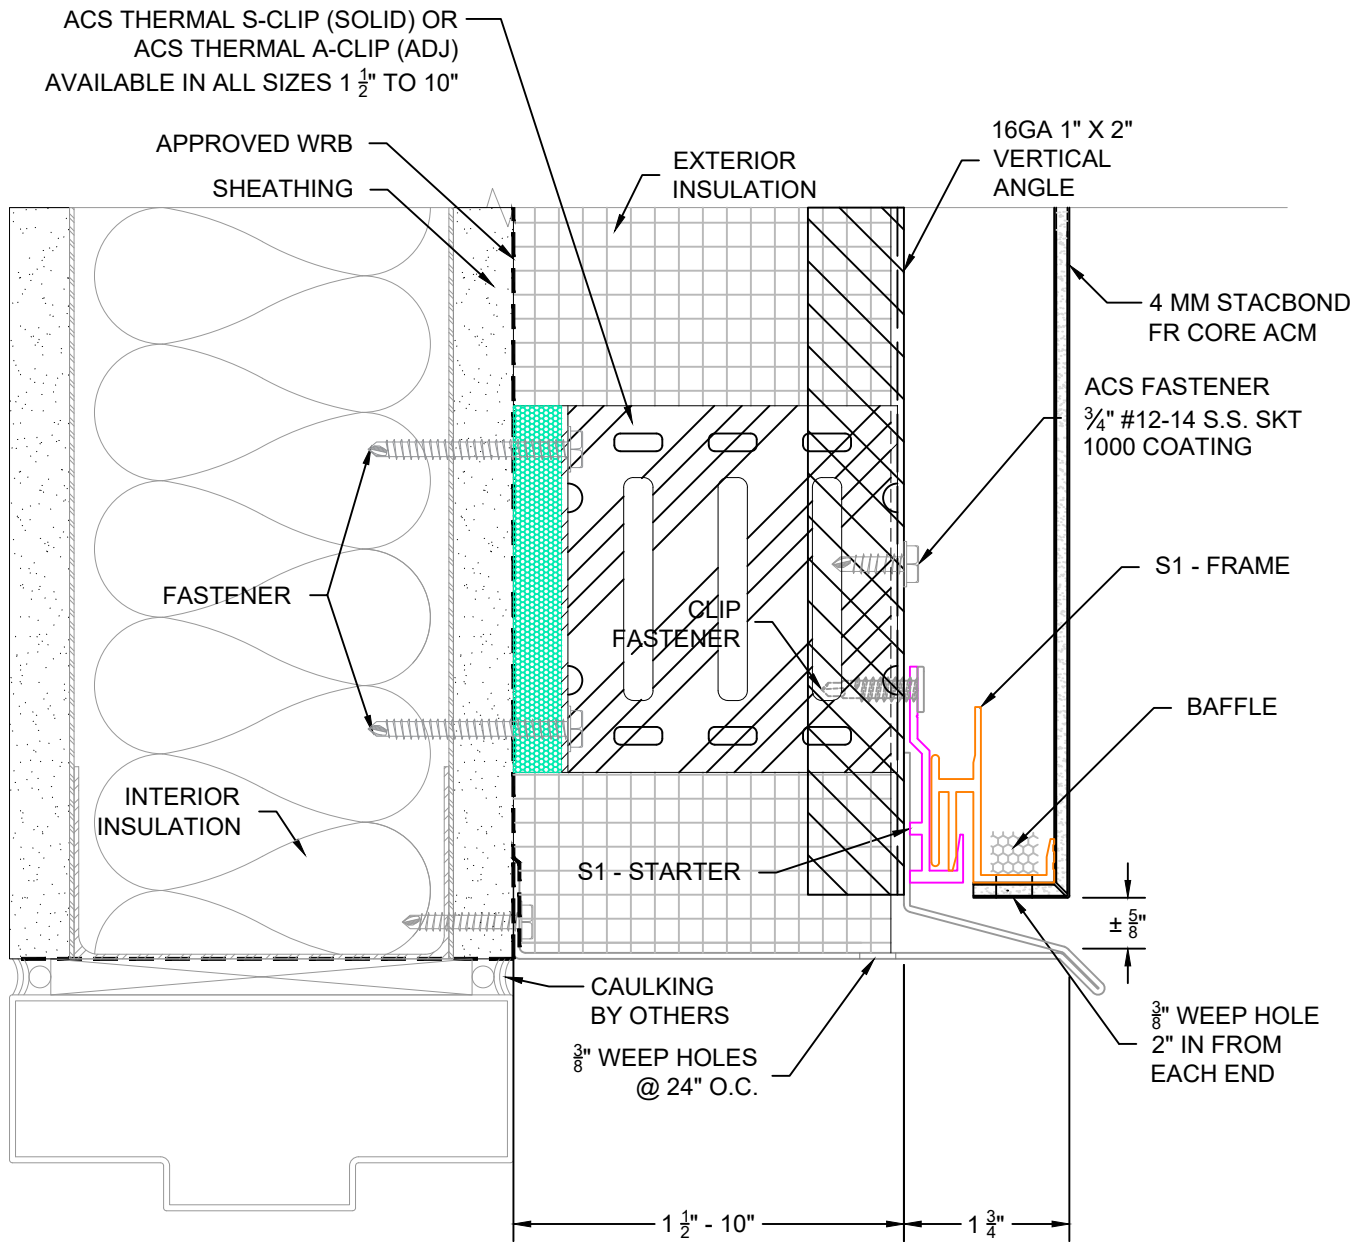 ACS THERMAL S-CLIP (SOLID) OR
ACS THERMAL A-CLIP (ADJ)
AVAILABLE IN ALL SIZES 1 1/2" TO 10"
APPROVED WRB
SHEATHING
EXTERIOR
INSULATION
16GA 1" X 2"
VERTICAL
ANGLE
4 MM STACBOND
FR CORE ACM
ACS FASTENER
3/4" #12-14 S.S. SKT
1000 COATING
S1 - FRAME
FASTENER
CLIP
FASTENER
BAFFLE
INTERIOR
INSULATION
S1 - STARTER
± 5/8"
CAULKING
BY OTHERS
3/8" WEEP HOLES
@ 24" O.C.
3/8" WEEP HOLE
2" IN FROM
EACH END
1 1/2" - 10"
1 3/4"